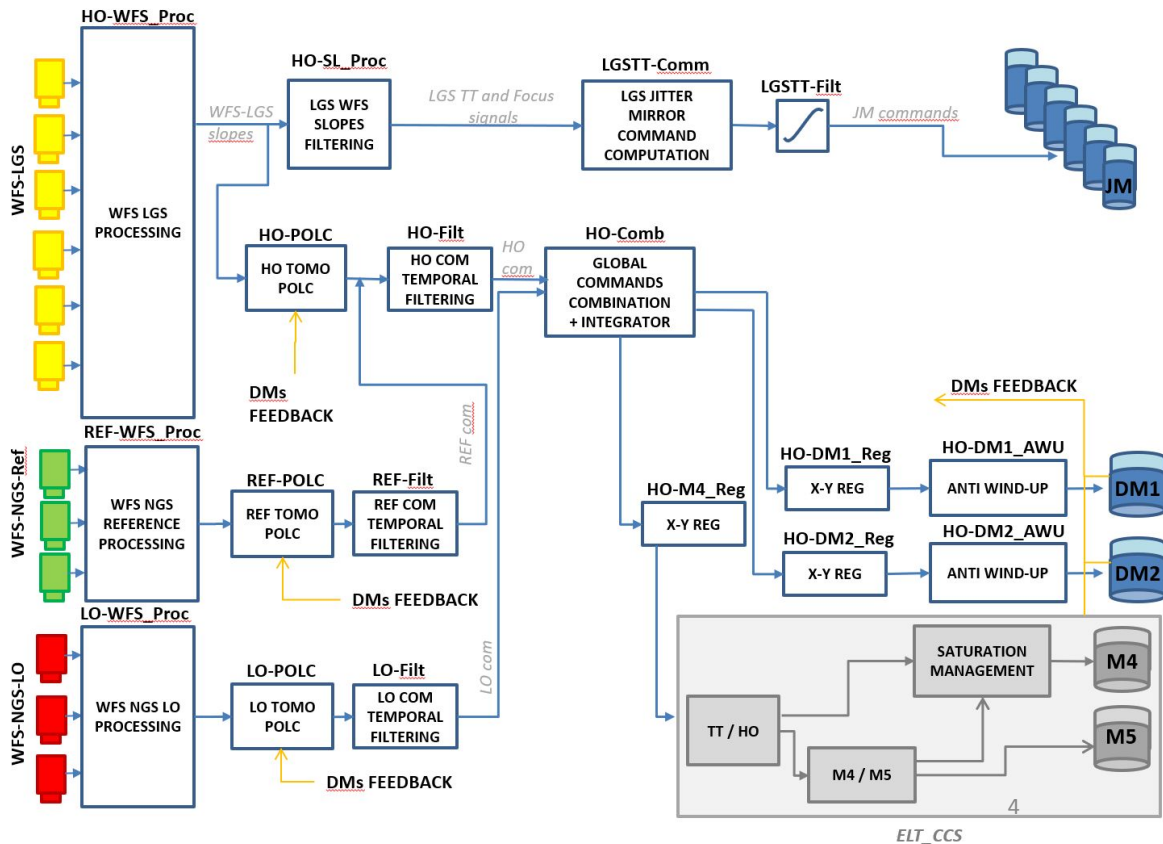 HO-WFS_Proc
WFS-LGS
WFS LGS
PROCESSING
WFS-LGS
slopes
HO-SL_Proc
LGS WFS
SLOPES
FILTERING
LGS TT and Focus
signals
LGSTT-Comm
LGS JITTER
MIRROR
COMMAND
COMPUTATION
LGSTT-Filt
JM commands
JM
HO-POLC
HO TOMO
POLC
DMs
FEEDBACK
HO-Filt
HO COM
TEMPORAL
FILTERING
HO
com
HO-Comb
GLOBAL
COMMANDS
COMBINATION
+ INTEGRATOR
REF-WFS_Proc
WFS-NGS-Ref
WFS NGS
REFERENCE
PROCESSING
REF-POLC
REF TOMO
POLC
REF-Filt
REF COM
TEMPORAL
FILTERING
REF com
DMs FEEDBACK
LO-WFS_Proc
WFS-NGS-LO
WFS NGS LO
PROCESSING
LO-POLC
LO TOMO
POLC
LO-Filt
LO COM
TEMPORAL
FILTERING
LO com
DMs FEEDBACK
HO-M4_Reg
X-Y REG
DMs FEEDBACK
HO-DM1_Reg
X-Y REG
HO-DM1_AWU
ANTI WIND-UP
DM1
HO-DM2_Reg
X-Y REG
HO-DM2_AWU
ANTI WIND-UP
DM2
TT / HO
M4 / M5
SATURATION
MANAGEMENT
M4
M5
4
ELT_CCS